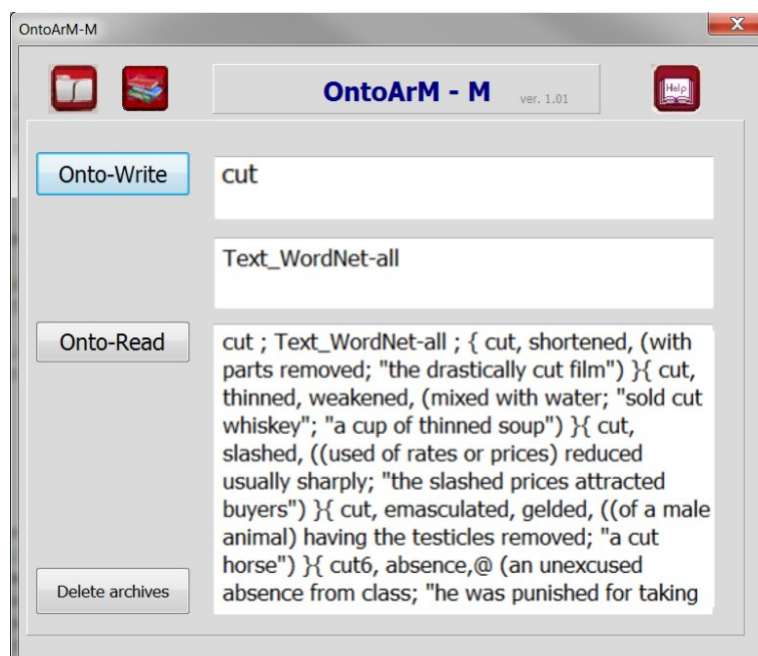 OntoArM-M
OntoArM - M ver. 1.01
Help
Onto-Write
cut
Text_WordNet-all
Onto-Read
cut ; Text_WordNet-all ; { cut, shortened, (with
parts removed; "the drastically cut film") }{ cut,
thinned, weakened, (mixed with water; "sold cut
whiskey"; "a cup of thinned soup") }{ cut,
slashed, ((used of rates or prices) reduced
usually sharply; "the slashed prices attracted
buyers") }{ cut, emasculated, gelded, ((of a male
animal) having the testicles removed; "a cut
horse") }{ cut6, absence,@ (an unexcused
absence from class; "he was punished for taking
Delete archives